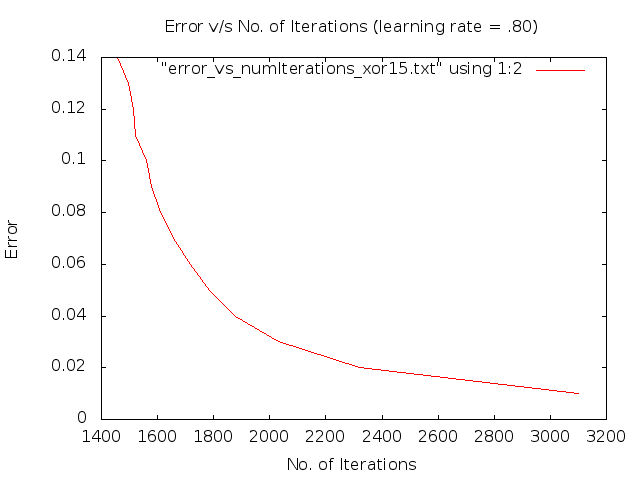 Error v/s No. of Iterations (learning rate = .80)
"error_vs_numIterations_xor15.txt" using 1:2
0.14
0.12
0.1
0.08
0.06
0.04
0.02
0
Error
1400 1600 1800 2000 2200 2400 2600 2800 3000 3200
No. of Iterations